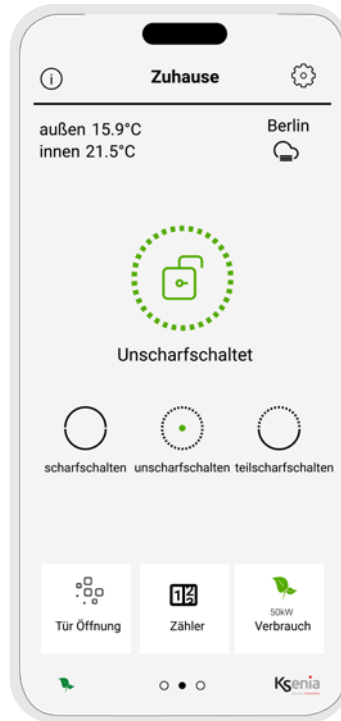 Zuhause
außen 15.9°C
Berlin
innen 21.5°C
Unscharfschaltet
scharfschalten unscharfschalten teilscharfschalten
50kW
Tür Öffnung Zähler Verbrauch
Ksenia